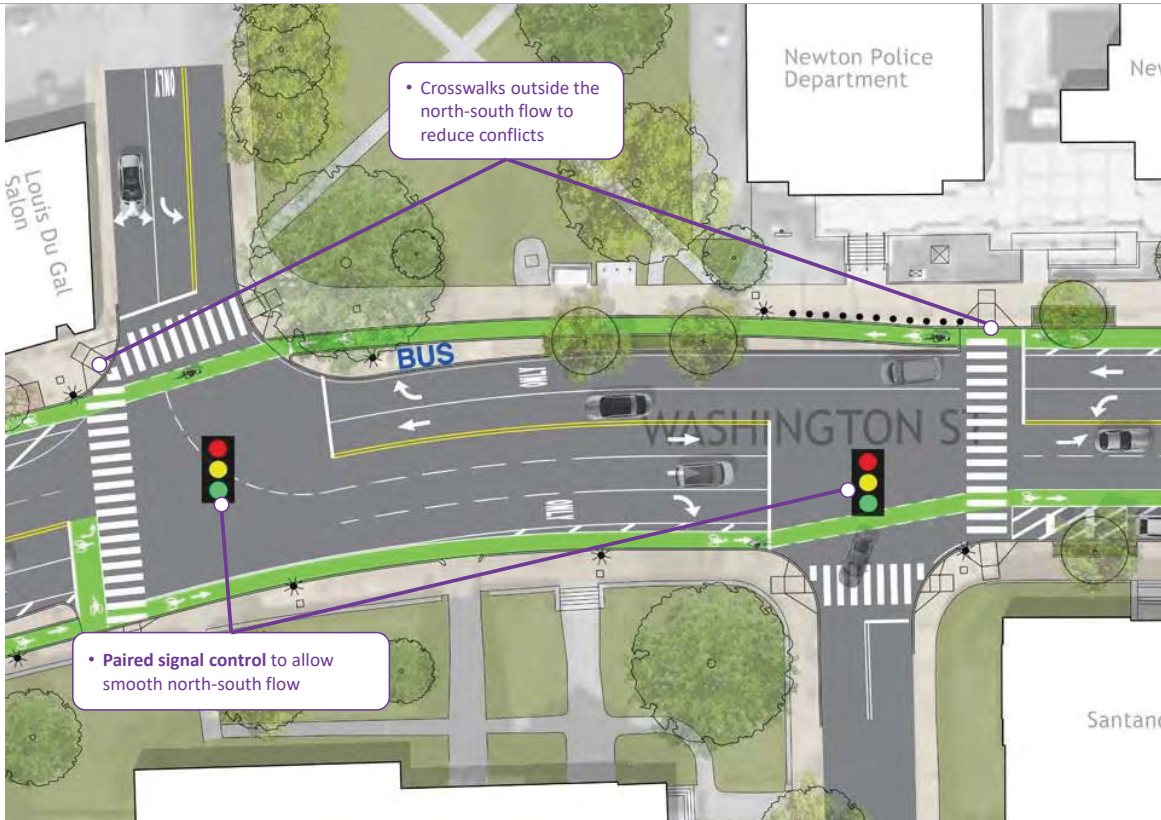 Newton Police
Department
New
• Crosswalks outside the
north-south flow to
reduce conflicts
ONLY
Louis Du Gal
Salon
BUS
ONLY
WASHINGTON ST
ONLY
• Paired signal control to allow
smooth north-south flow
Santand